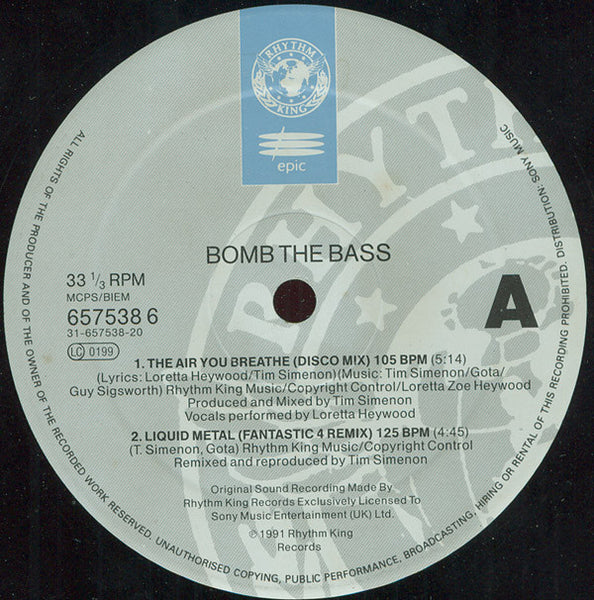 RHYTHM
KING
epic
BOMB THE BASS
33 1/3 RPM
MCPS/BIEM
657538 6
31-657538-20
LC 0199
A
1. THE AIR YOU BREATHE (DISCO MIX) 105 BPM (5:14)
(Lyrics: Loretta Heywood/Tim Simenon)(Music: Tim Simenon/Gota/
Guy Sigsworth) Rhythm King Music/Copyright Control/Loretta Zoe Heywood
Produced and Mixed by Tim Simenon
Vocals performed by Loretta Heywood
2. LIQUID METAL (FANTASTIC 4 REMIX) 125 BPM (4:45)
(T. Simenon, Gota) Rhythm King Music/Copyright Control
Remixed and reproduced by Tim Simenon
Original Sound Recording Made By
Rhythm King Records Exclusively Licensed To
Sony Music Entertainment (UK) Ltd.
℗ 1991 Rhythm King
Records
ALL RIGHTS OF THE PRODUCER AND OF THE OWNER OF THE RECORDED WORK RESERVED. UNAUTHORISED COPYING, PUBLIC PERFORMANCE, BROADCASTING, HIRING OR RENTAL OF THIS RECORDING PROHIBITED. DISTRIBUTION: SONY MUSIC
RHYTHM